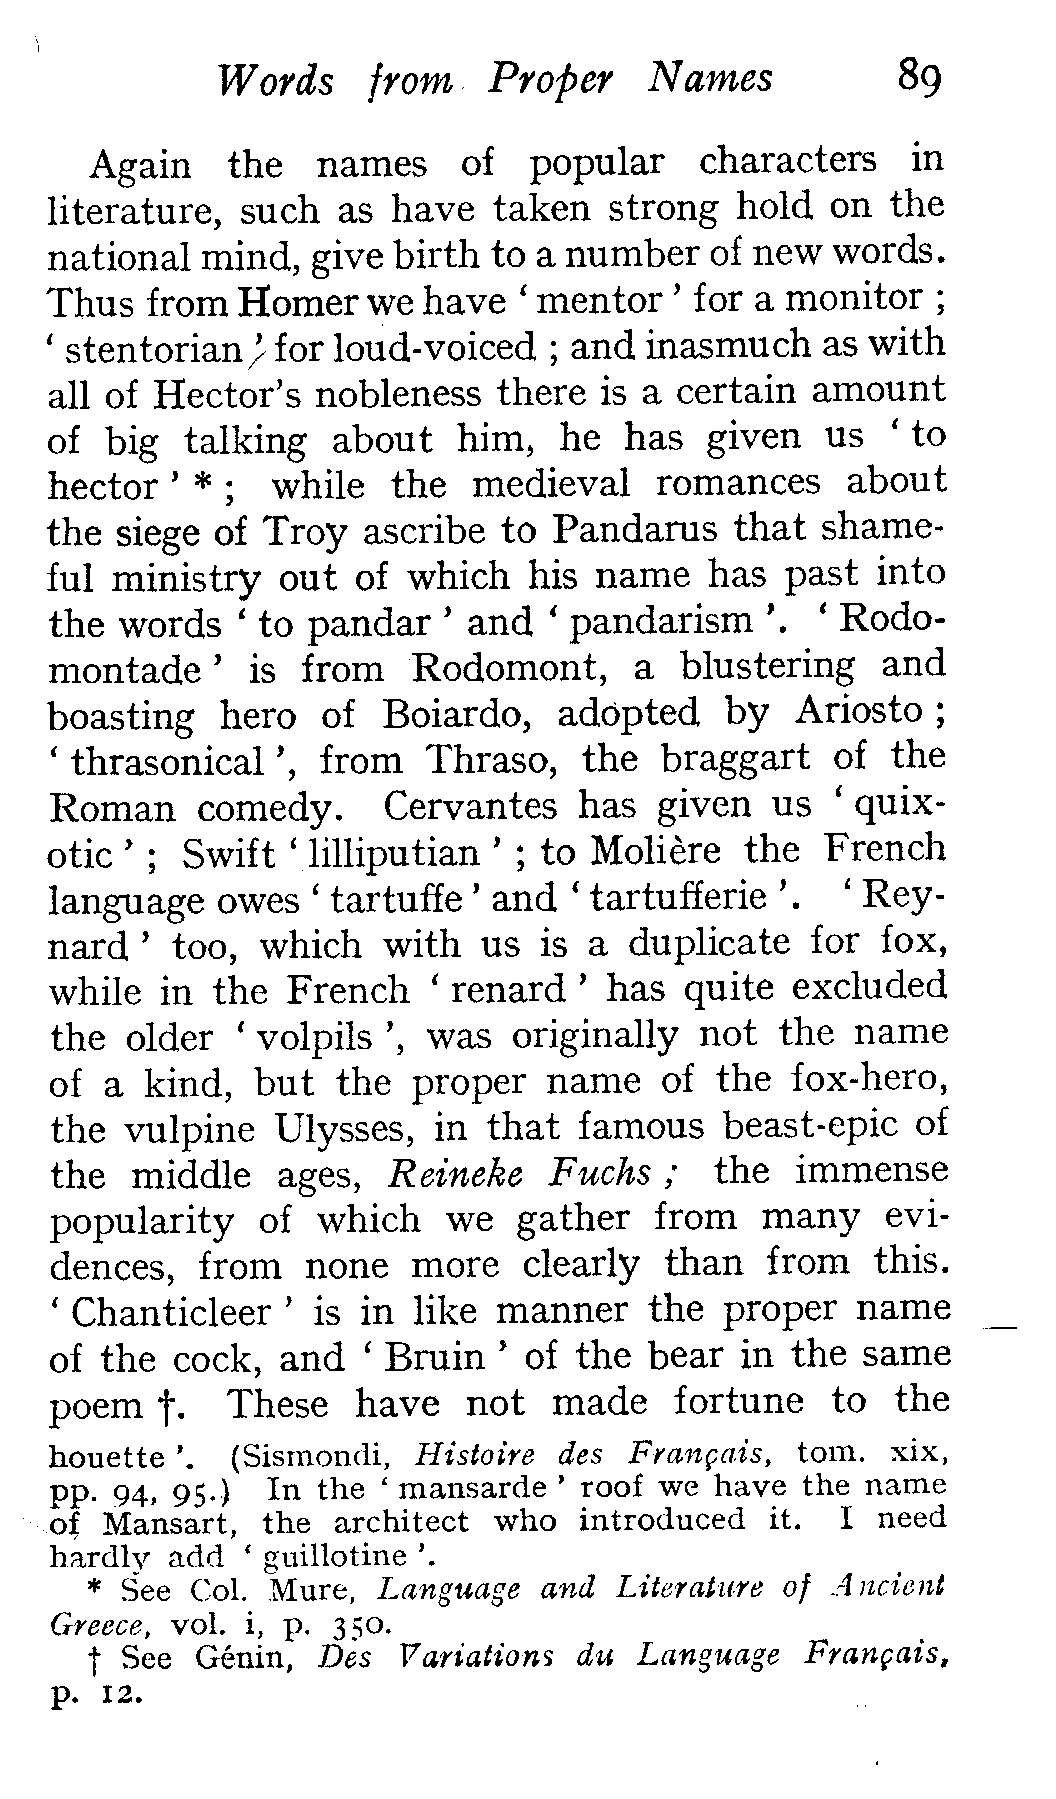 Words from Proper Names 89
Again the names of popular characters in
literature, such as have taken strong hold on the
national mind, give birth to a number of new words.
Thus from Homer we have ‘ mentor ’ for a monitor ;
‘ stentorian ’ for loud-voiced ; and inasmuch as with
all of Hector's nobleness there is a certain amount
of big talking about him, he has given us ‘ to
hector ’ * ; while the medieval romances about
the siege of Troy ascribe to Pandarus that shame-
ful ministry out of which his name has past into
the words ‘ to pandar ’ and ‘ pandarism ’. ‘ Rodo-
montade ’ is from Rodomont, a blustering and
boasting hero of Boiardo, adopted by Ariosto ;
‘ thrasonical ’, from Thraso, the braggart of the
Roman comedy. Cervantes has given us ‘ quix-
otic ’ ; Swift ‘ lilliputian ’ ; to Molière the French
language owes ‘ tartuffe ’ and ‘ tartufferie ’. ‘ Rey-
nard ’ too, which with us is a duplicate for fox,
while in the French ‘ renard ’ has quite excluded
the older ‘ volpils ’, was originally not the name
of a kind, but the proper name of the fox-hero,
the vulpine Ulysses, in that famous beast-epic of
the middle ages, Reineke Fuchs ; the immense
popularity of which we gather from many evi-
dences, from none more clearly than from this.
‘ Chanticleer ’ is in like manner the proper name
of the cock, and ‘ Bruin ’ of the bear in the same
poem †. These have not made fortune to the
houette ’. (Sismondi, Histoire des Français, tom. xix,
pp. 94, 95.) In the ‘ mansarde ’ roof we have the name
of Mansart, the architect who introduced it. I need
hardly add ‘ guillotine ’.
* See Col. Mure, Language and Literature of Ancient
Greece, vol. i, p. 350.
† See Génin, Des Variations du Language Français,
p. 12.